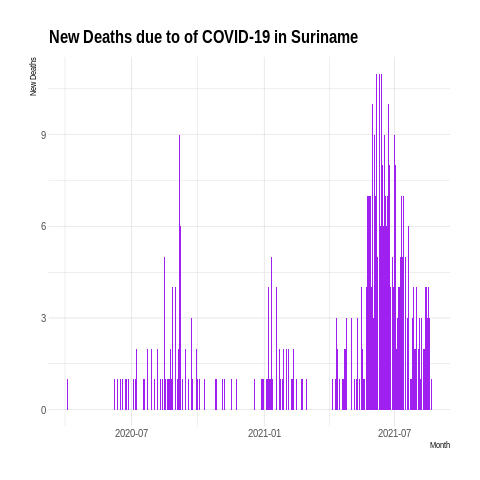 New Deaths due to of COVID-19 in Suriname
New Deaths
9
6
3
0
2020-07
2021-01
2021-07
Month